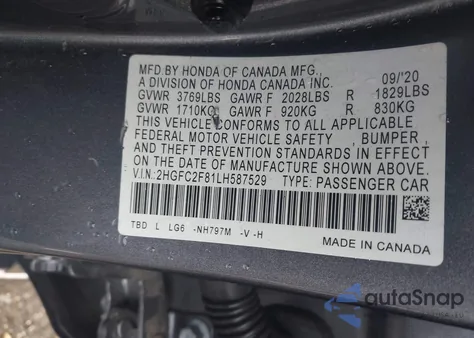 MFD.BY HONDA OF CANADA MFG.,
A DIVISION OF HONDA CANADA INC. 09/'20
GVWR 3769LBS GAWR F 2028LBS R 1829LBS
GVWR 1710KG GAWR F 920KG R 830KG
THIS VEHICLE CONFORMS TO ALL APPLICABLE
FEDERAL MOTOR VEHICLE SAFETY , BUMPER ,
AND THEFT PREVENTION STANDARDS IN EFFECT
ON THE DATE OF MANUFACTURE SHOWN ABOVE.
V.I.N.:2HGFC2F81LH587529 TYPE: PASSENGER CAR
TBD L LG6 -NH797M -V -H
MADE IN CANADA
autaSnap